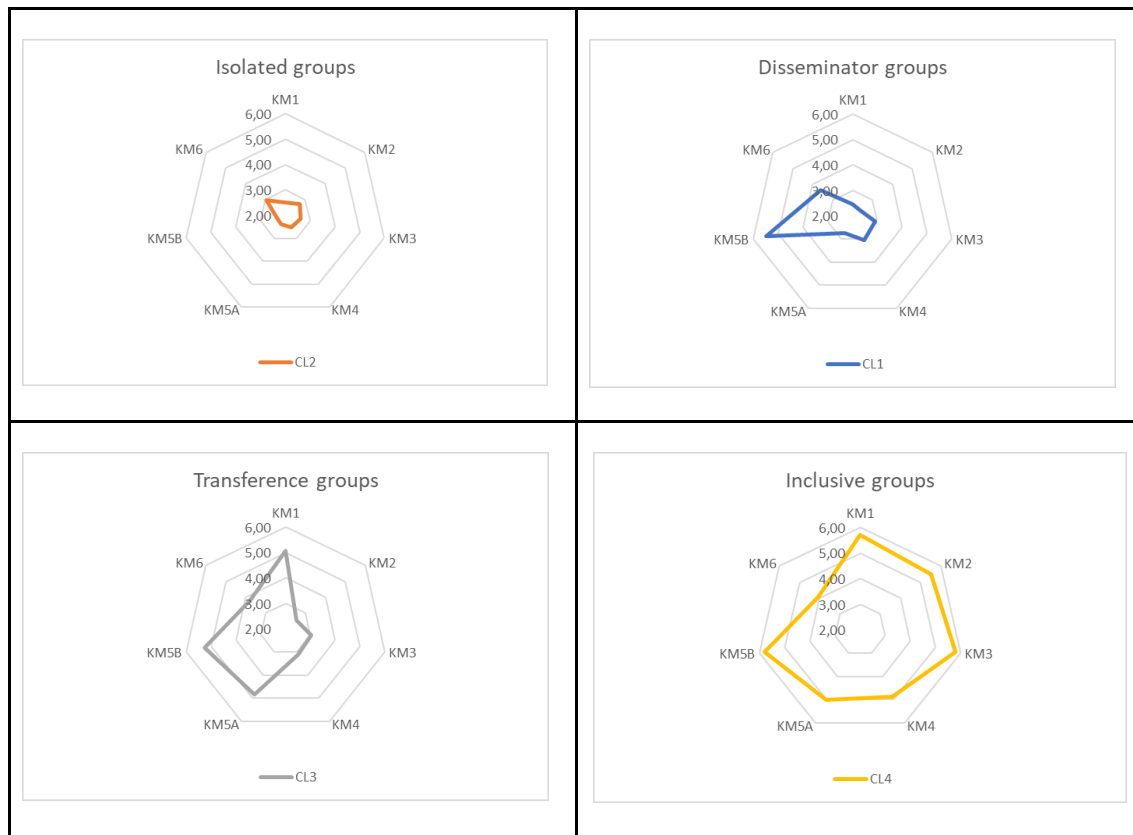 Isolated groups
KM1
6,00
5,00
KM6
KM2
4,00
3,00
2,00
KM5B
KM3
KM5A
KM4
CL2
Disseminator groups
KM1
6,00
5,00
KM6
KM2
4,00
3,00
2,00
KM5B
KM3
KM5A
KM4
CL1
Transference groups
KM1
6,00
5,00
KM6
KM2
4,00
3,00
2,00
KM5B
KM3
KM5A
KM4
CL3
Inclusive groups
KM1
6,00
5,00
KM6
KM2
4,00
3,00
2,00
KM5B
KM3
KM5A
KM4
CL4